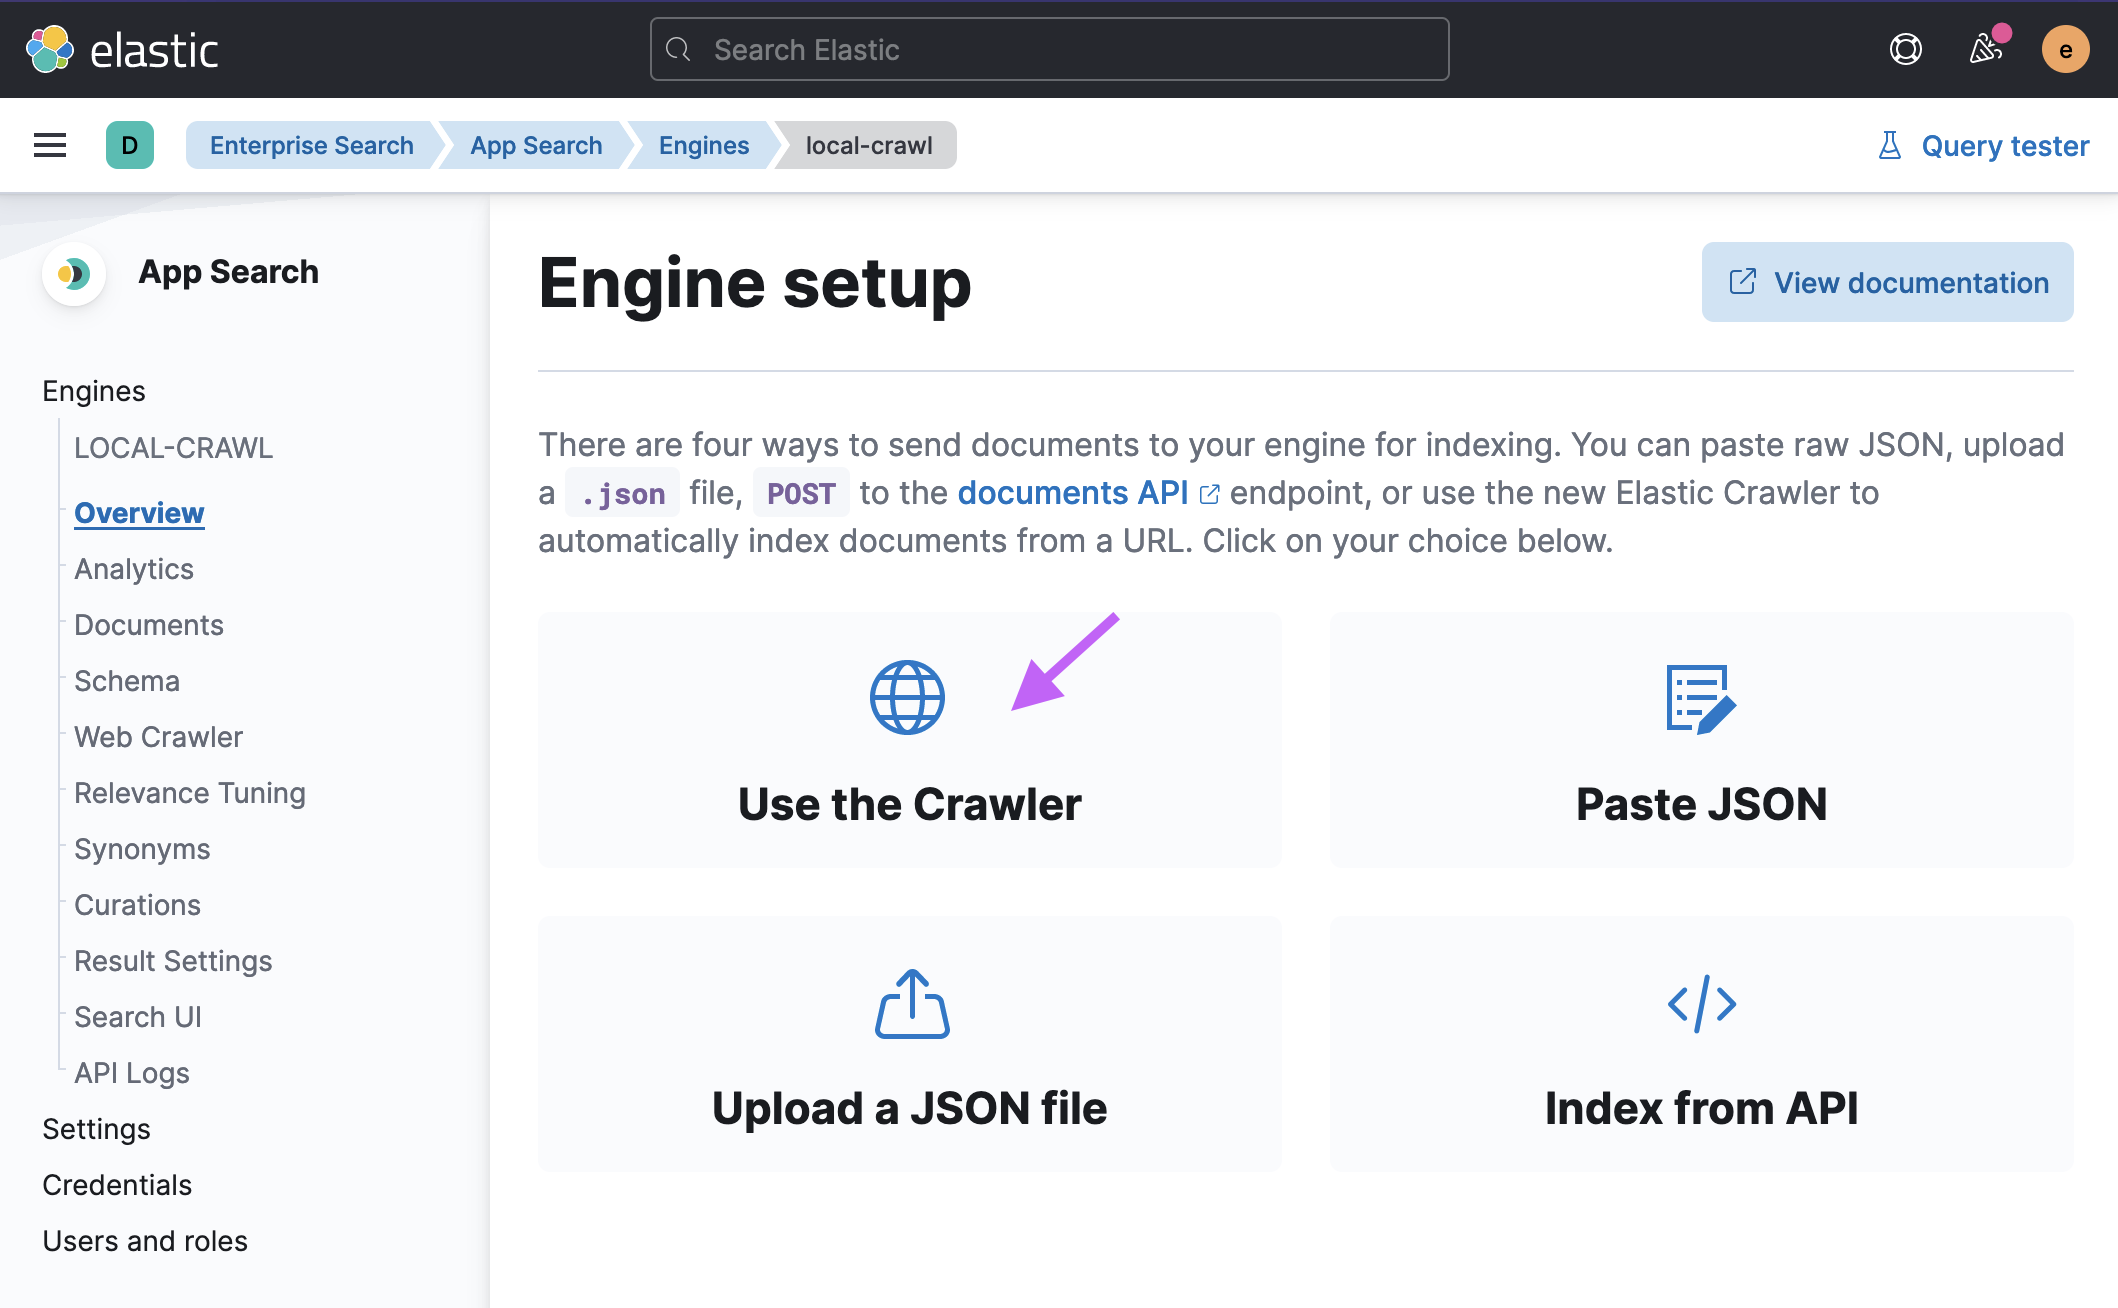 elastic
Search Elastic
e
D
Enterprise Search
App Search
Engines
local-crawl
Query tester
App Search
Engines
LOCAL-CRAWL
Overview
Analytics
Documents
Schema
Web Crawler
Relevance Tuning
Synonyms
Curations
Result Settings
Search UI
API Logs
Settings
Credentials
Users and roles
Engine setup
View documentation
There are four ways to send documents to your engine for indexing. You can paste raw JSON, upload
a .json file, POST to the documents API endpoint, or use the new Elastic Crawler to
automatically index documents from a URL. Click on your choice below.
Use the Crawler
Paste JSON
Upload a JSON file
Index from API